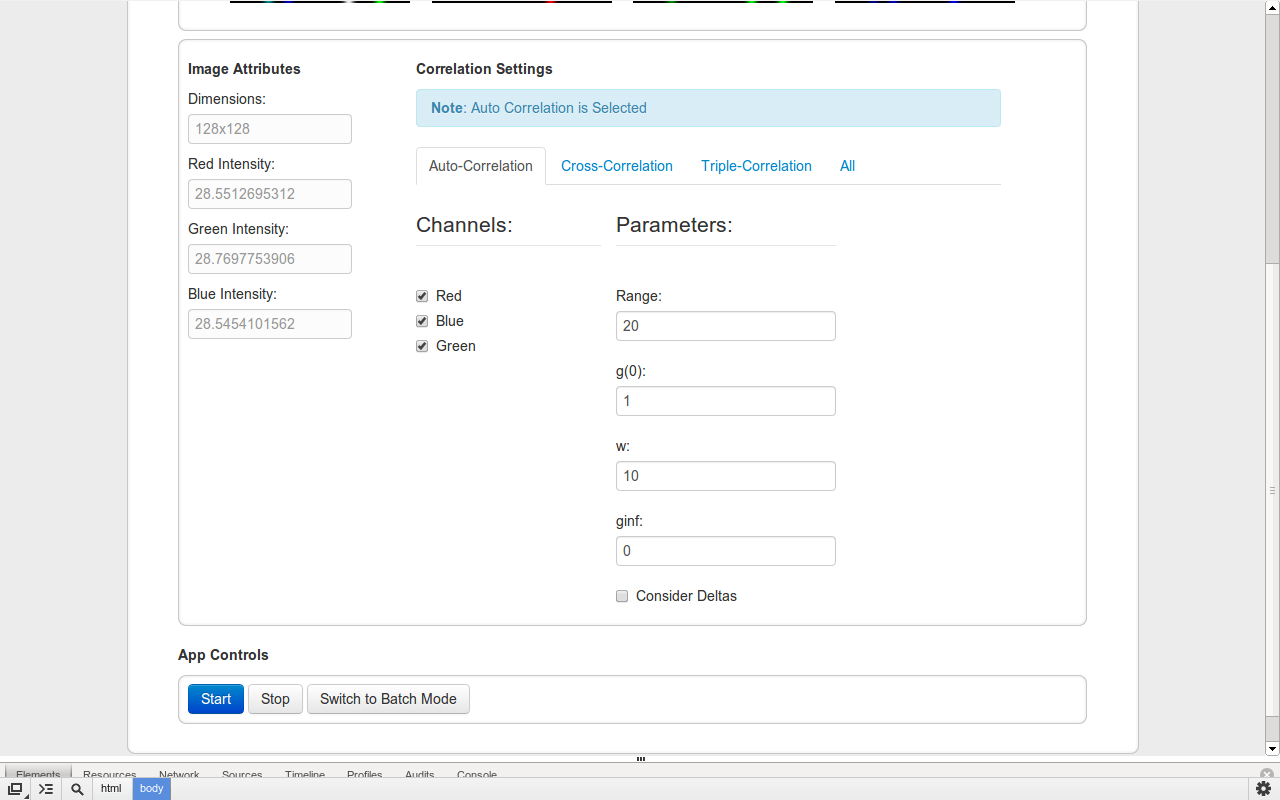 Image Attributes
Dimensions:
128x128
Red Intensity:
28.5512695312
Green Intensity:
28.7697753906
Blue Intensity:
28.5454101562
Correlation Settings
Note: Auto Correlation is Selected
Auto-Correlation Cross-Correlation Triple-Correlation All
Channels:
Red
Blue
Green
Parameters:
Range:
20
g(0):
1
w:
10
ginf:
0
Consider Deltas
App Controls
Start Stop Switch to Batch Mode
Elements Resources Network Sources Timeline Profiles Audits Console
html body